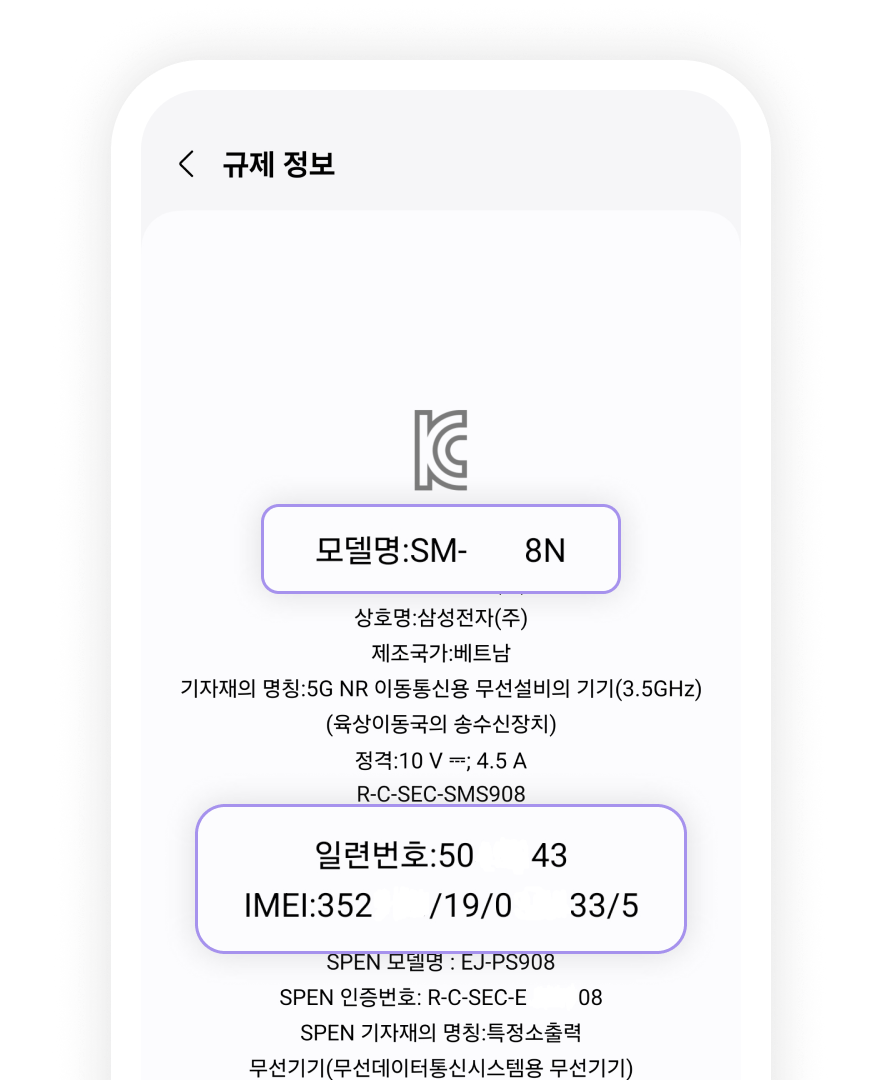 규제 정보
모델명:SM- 8N
상호명:삼성전자(주)
제조국가:베트남
기자재의 명칭:5G NR 이동통신용 무선설비의 기기(3.5GHz)
(육상이동국의 송수신장치)
정격:10 V ⎓; 4.5 A
R-C-SEC-SMS908
일련번호:50 43
IMEI:352 /19/0 33/5
SPEN 모델명 : EJ-PS908
SPEN 인증번호: R-C-SEC-E 08
SPEN 기자재의 명칭:특정소출력
무선기기(무선데이터통신시스템용 무선기기)